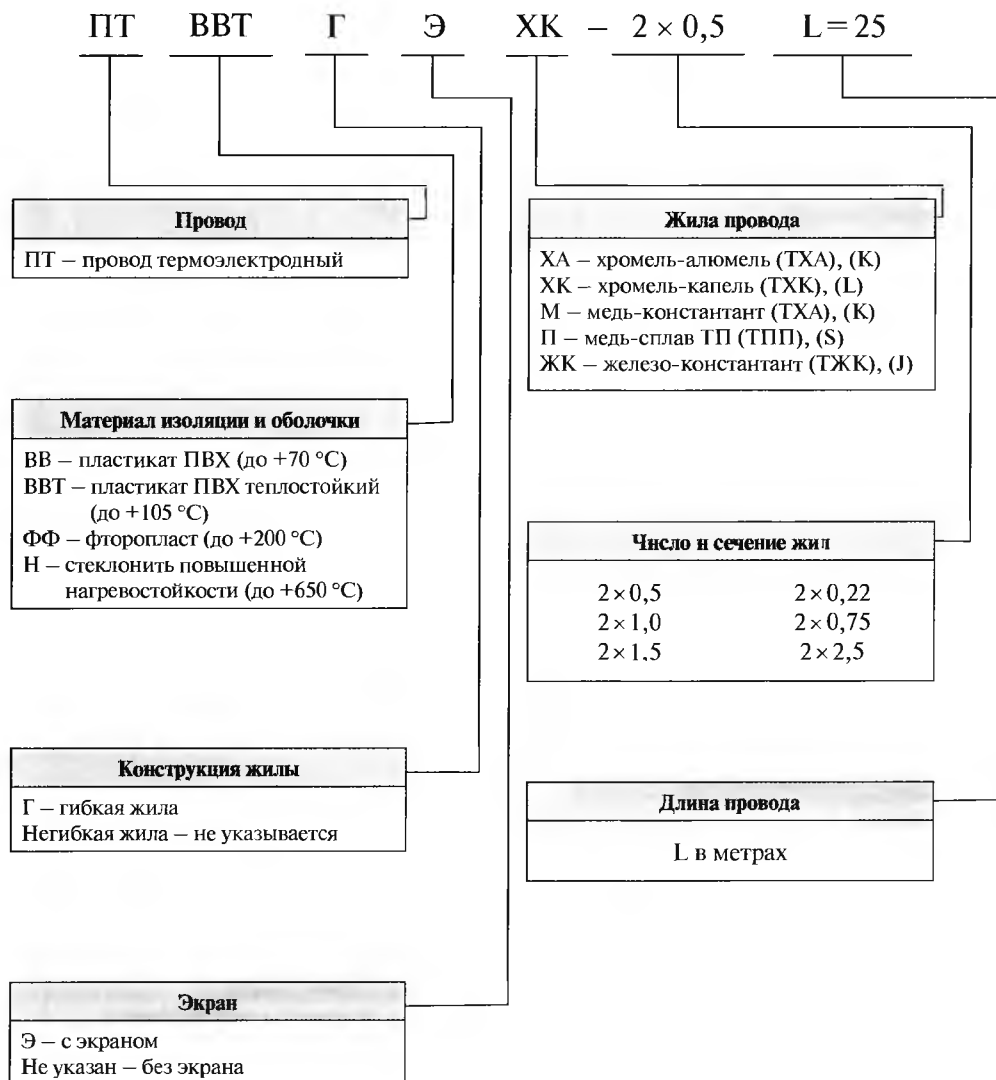 ПТ ВВТ Г Э ХК – 2 × 0,5 L = 25
Провод
ПТ – провод термоэлектродный
Материал изоляции и оболочки
ВВ – пластикат ПВХ (до +70 °C)
ВВТ – пластикат ПВХ теплостойкий
(до +105 °C)
ФФ – фторопласт (до +200 °C)
Н – стеклонить повышенной
нагревостойкости (до +650 °C)
Конструкция жилы
Г – гибкая жила
Негибкая жила – не указывается
Экран
Э – с экраном
Не указан – без экрана
Жила провода
ХА – хромель-алюмель (ТХА), (K)
ХК – хромель-капель (ТХК), (L)
М – медь-константант (ТХА), (K)
П – медь-сплав ТП (ТПП), (S)
ЖК – железо-константант (ТЖК), (J)
Число и сечение жил
2 × 0,5 2 × 0,22
2 × 1,0 2 × 0,75
2 × 1,5 2 × 2,5
Длина провода
L в метрах